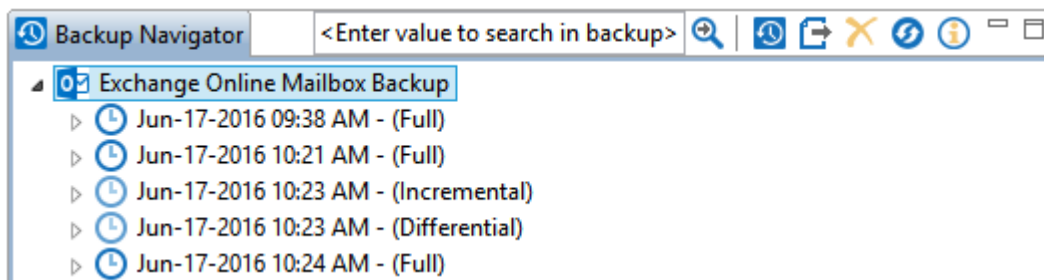 Backup Navigator <Enter value to search in backup>
Exchange Online Mailbox Backup
Jun-17-2016 09:38 AM - (Full)
Jun-17-2016 10:21 AM - (Full)
Jun-17-2016 10:23 AM - (Incremental)
Jun-17-2016 10:23 AM - (Differential)
Jun-17-2016 10:24 AM - (Full)